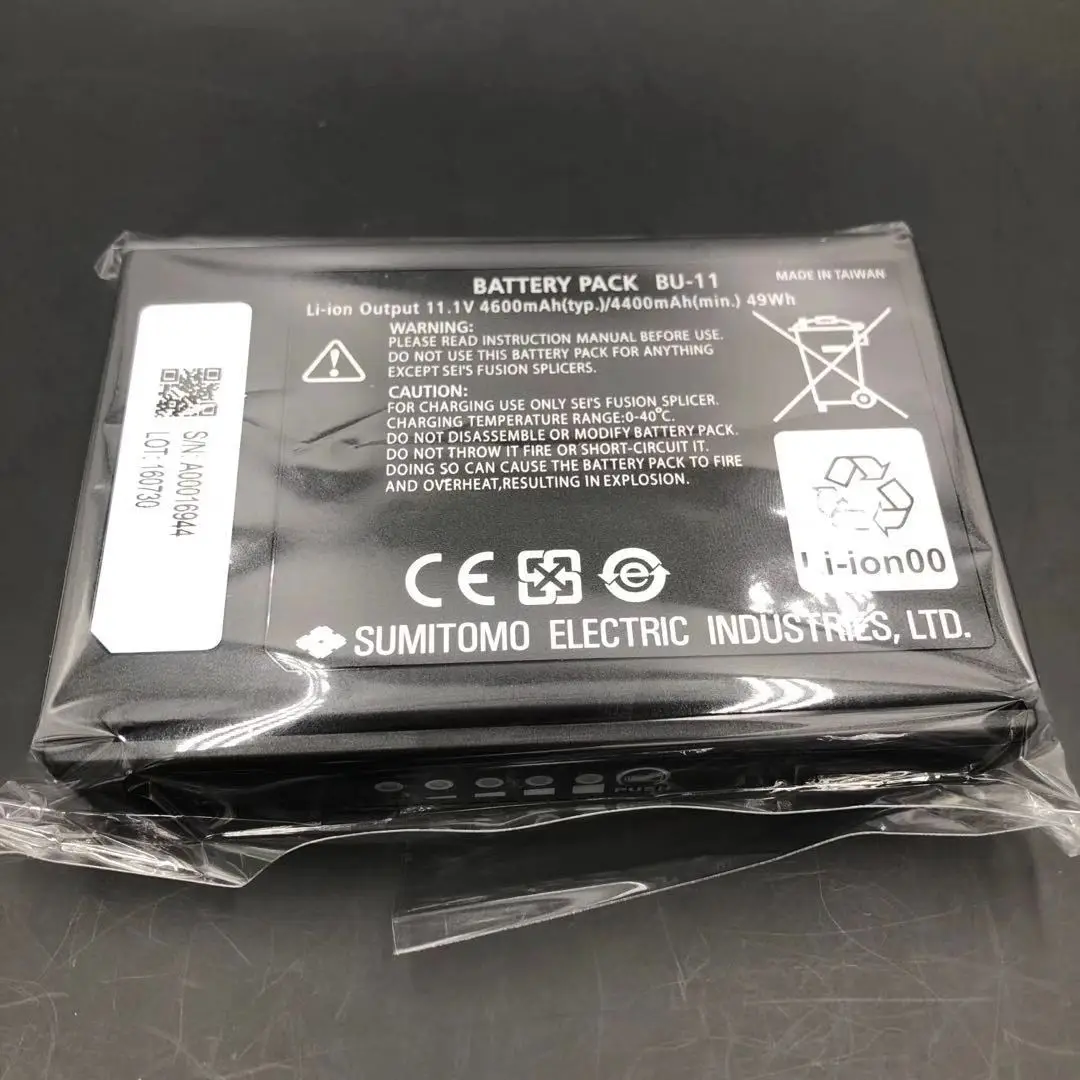 BATTERY PACK BU-11
MADE IN TAIWAN
Li-ion Output 11.1V 4600mAh(typ.)/4400mAh(min.) 49Wh
WARNING:
PLEASE READ INSTRUCTION MANUAL BEFORE USE.
DO NOT USE THIS BATTERY PACK FOR ANYTHING
EXCEPT SEI'S FUSION SPLICERS.
CAUTION:
FOR CHARGING USE ONLY SEI'S FUSION SPLICER.
CHARGING TEMPERATURE RANGE:0-40°C.
DO NOT DISASSEMBLE OR MODIFY BATTERY PACK.
DO NOT THROW IT FIRE OR SHORT-CIRCUIT IT.
DOING SO CAN CAUSE THE BATTERY PACK TO FIRE
AND OVERHEAT,RESULTING IN EXPLOSION.
S/N: A00016944
LOT: 160730
Li-ion00
CE
SUMITOMO ELECTRIC INDUSTRIES, LTD.
PUSH